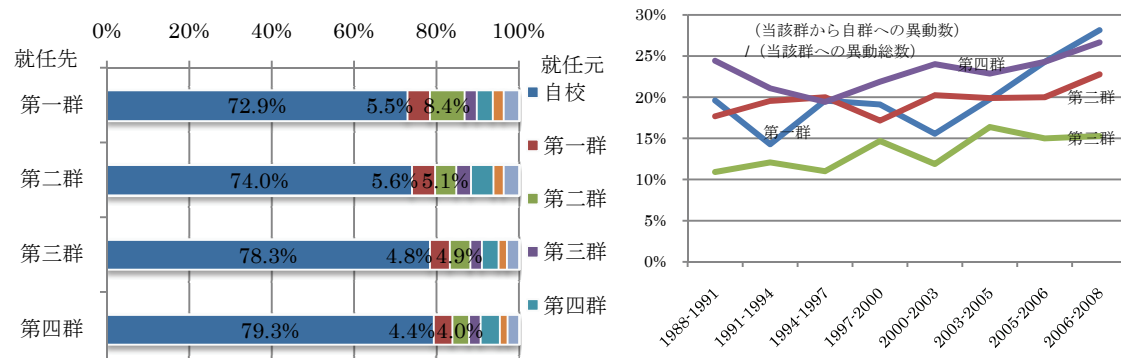 0% 20% 40% 60% 80% 100%
就任先
就任元
第一群 72.9% 5.5% 8.4%
第二群 74.0% 5.6% 5.1%
第三群 78.3% 4.8% 4.9%
第四群 79.3% 4.4% 4.0%
自校
第一群
第二群
第三群
第四群
30%
25%
20%
15%
10%
5%
0%
（当該群から自群への異動数）
/（当該群への異動総数）
第四群
第二群
第一群
第三群
1988-1991
1991-1994
1994-1997
1997-2000
2000-2003
2003-2005
2005-2006
2006-2008